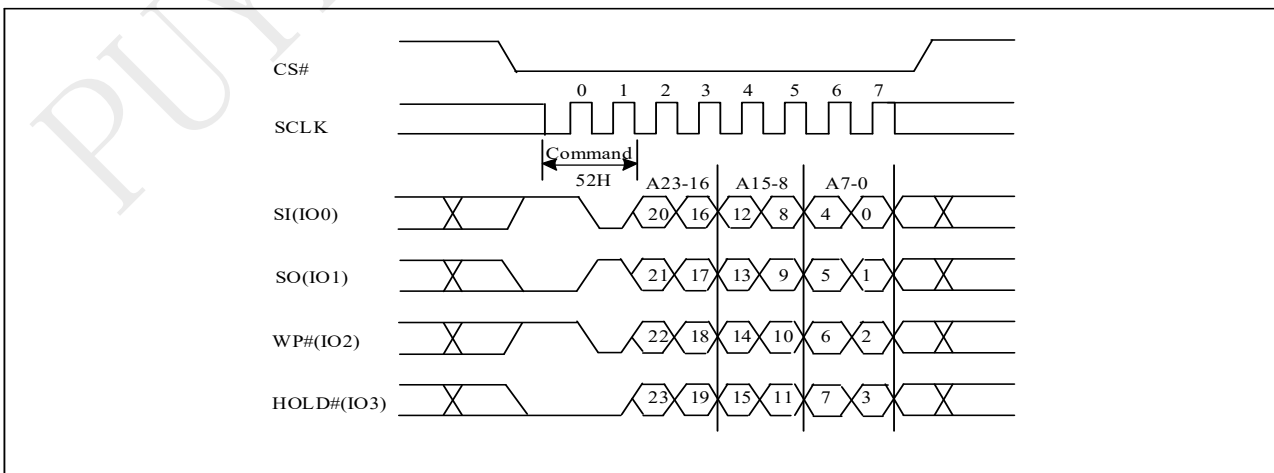 PUY
CS#
0 1 2 3 4 5 6 7
SCLK
Command
52H
A23-16 A15-8 A7-0
SI(IO0) 20 16 12 8 4 0
SO(IO1) 21 17 13 9 5 1
WP#(IO2) 22 18 14 10 6 2
HOLD#(IO3) 23 19 15 11 7 3